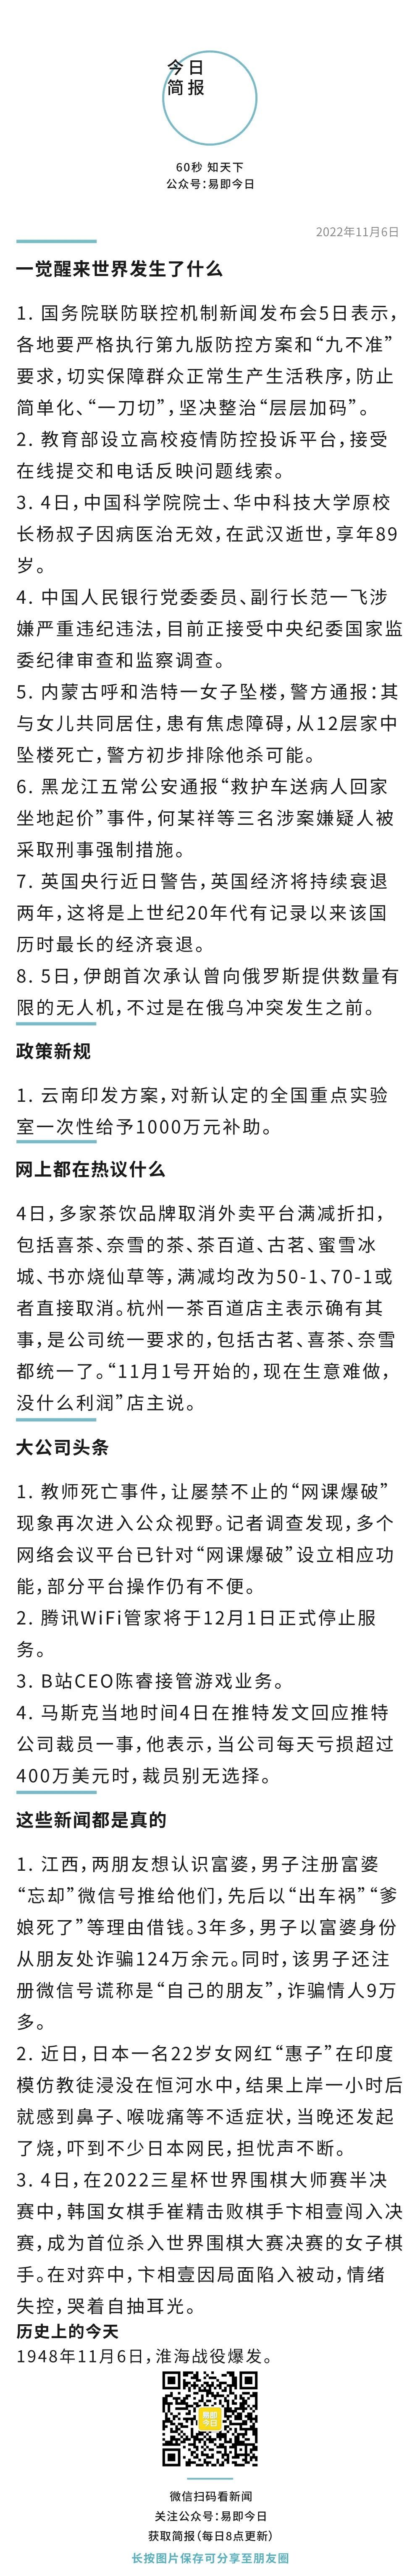 今日
简报
60秒 知天下
公众号：易即今日
2022年11月6日
一觉醒来世界发生了什么
1. 国务院联防联控机制新闻发布会5日表示，
各地要严格执行第九版防控方案和“九不准”
要求，切实保障群众正常生产生活秩序，防止
简单化、“一刀切”，坚决整治“层层加码”。
2. 教育部设立高校疫情防控投诉平台，接受
在线提交和电话反映问题线索。
3. 4日，中国科学院院士、华中科技大学原校
长杨叔子因病医治无效，在武汉逝世，享年89
岁。
4. 中国人民银行党委委员、副行长范一飞涉
嫌严重违纪违法，目前正接受中央纪委国家监
委纪律审查和监察调查。
5. 内蒙古呼和浩特一女子坠楼，警方通报：其
与女儿共同居住，患有焦虑障碍，从12层家中
坠楼死亡，警方初步排除他杀可能。
6. 黑龙江五常公安通报“救护车送病人回家
坐地起价”事件，何某祥等三名涉案嫌疑人被
采取刑事强制措施。
7. 英国央行近日警告，英国经济将持续衰退
两年，这将是上世纪20年代有记录以来该国
历时最长的经济衰退。
8. 5日，伊朗首次承认曾向俄罗斯提供数量有
限的无人机，不过是在俄乌冲突发生之前。
政策新规
1. 云南印发方案，对新认定的全国重点实验
室一次性给予1000万元补助。
网上都在热议什么
4日，多家茶饮品牌取消外卖平台满减折扣，
包括喜茶、奈雪的茶、茶百道、古茗、蜜雪冰
城、书亦烧仙草等，满减均改为50-1、70-1或
者直接取消。杭州一茶百道店主表示确有其
事，是公司统一要求的，包括古茗、喜茶、奈雪
都统一了。“11月1号开始的，现在生意难做，
没什么利润”店主说。
大公司头条
1. 教师死亡事件，让屡禁不止的“网课爆破”
现象再次进入公众视野。记者调查发现，多个
网络会议平台已针对“网课爆破”设立相应功
能，部分平台操作仍有不便。
2. 腾讯WiFi管家将于12月1日正式停止服
务。
3. B站CEO陈睿接管游戏业务。
4. 马斯克当地时间4日在推特发文回应推特
公司裁员一事，他表示，当公司每天亏损超过
400万美元时，裁员别无选择。
这些新闻都是真的
1. 江西，两朋友想认识富婆，男子注册富婆
“忘却”微信号推给他们，先后以“出车祸”“爹
娘死了”等理由借钱。3年多，男子以富婆身份
从朋友处诈骗124万余元。同时，该男子还注
册微信号谎称是“自己的朋友”，诈骗情人9万
多。
2. 近日，日本一名22岁女网红“惠子”在印度
模仿教徒浸没在恒河水中，结果上岸一小时后
就感到鼻子、喉咙痛等不适症状，当晚还发起
了烧，吓到不少日本网民，担忧声不断。
3. 4日，在2022三星杯世界围棋大师赛半决
赛中，韩国女棋手崔精击败棋手卞相壹闯入决
赛，成为首位杀入世界围棋大赛决赛的女子棋
手。在对弈中，卞相壹因局面陷入被动，情绪
失控，哭着自抽耳光。
历史上的今天
1948年11月6日，淮海战役爆发。
易即
今日
微信扫码看新闻
关注公众号：易即今日
获取简报（每日8点更新）
长按图片保存可分享至朋友圈